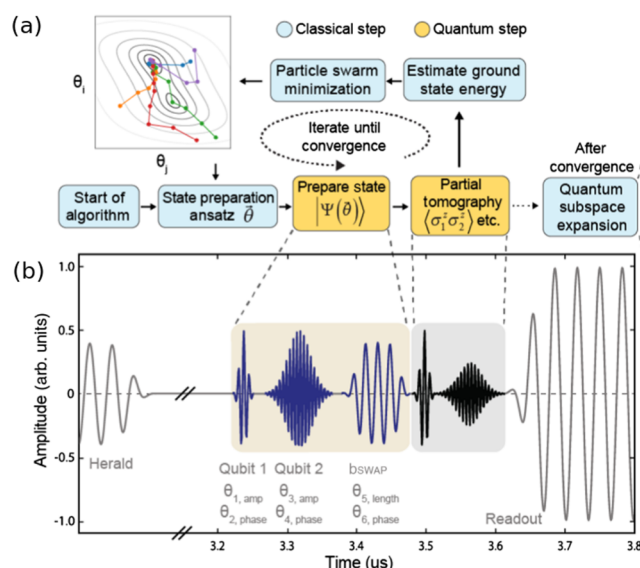 (a)
Classical step
Quantum step
θi
θj
Particle swarm
minimization
Estimate ground
state energy
Iterate until
convergence
After
convergence
Start of
algorithm
State preparation
ansatz θ⃗
Prepare state
|Ψ(θ⃗)⟩
Partial
tomography
⟨σ₁ᶻσ₂ᶻ⟩ etc.
Quantum
subspace
expansion
(b)
Amplitude (arb. units)
1.0
0.5
0
-0.5
-1.0
Herald
Qubit 1
θ1, amp
θ2, phase
Qubit 2
θ3, amp
θ4, phase
bSWAP
θ5, length
θ6, phase
Readout
3.2
3.3
3.4
3.5
3.6
3.7
3.8
Time (us)